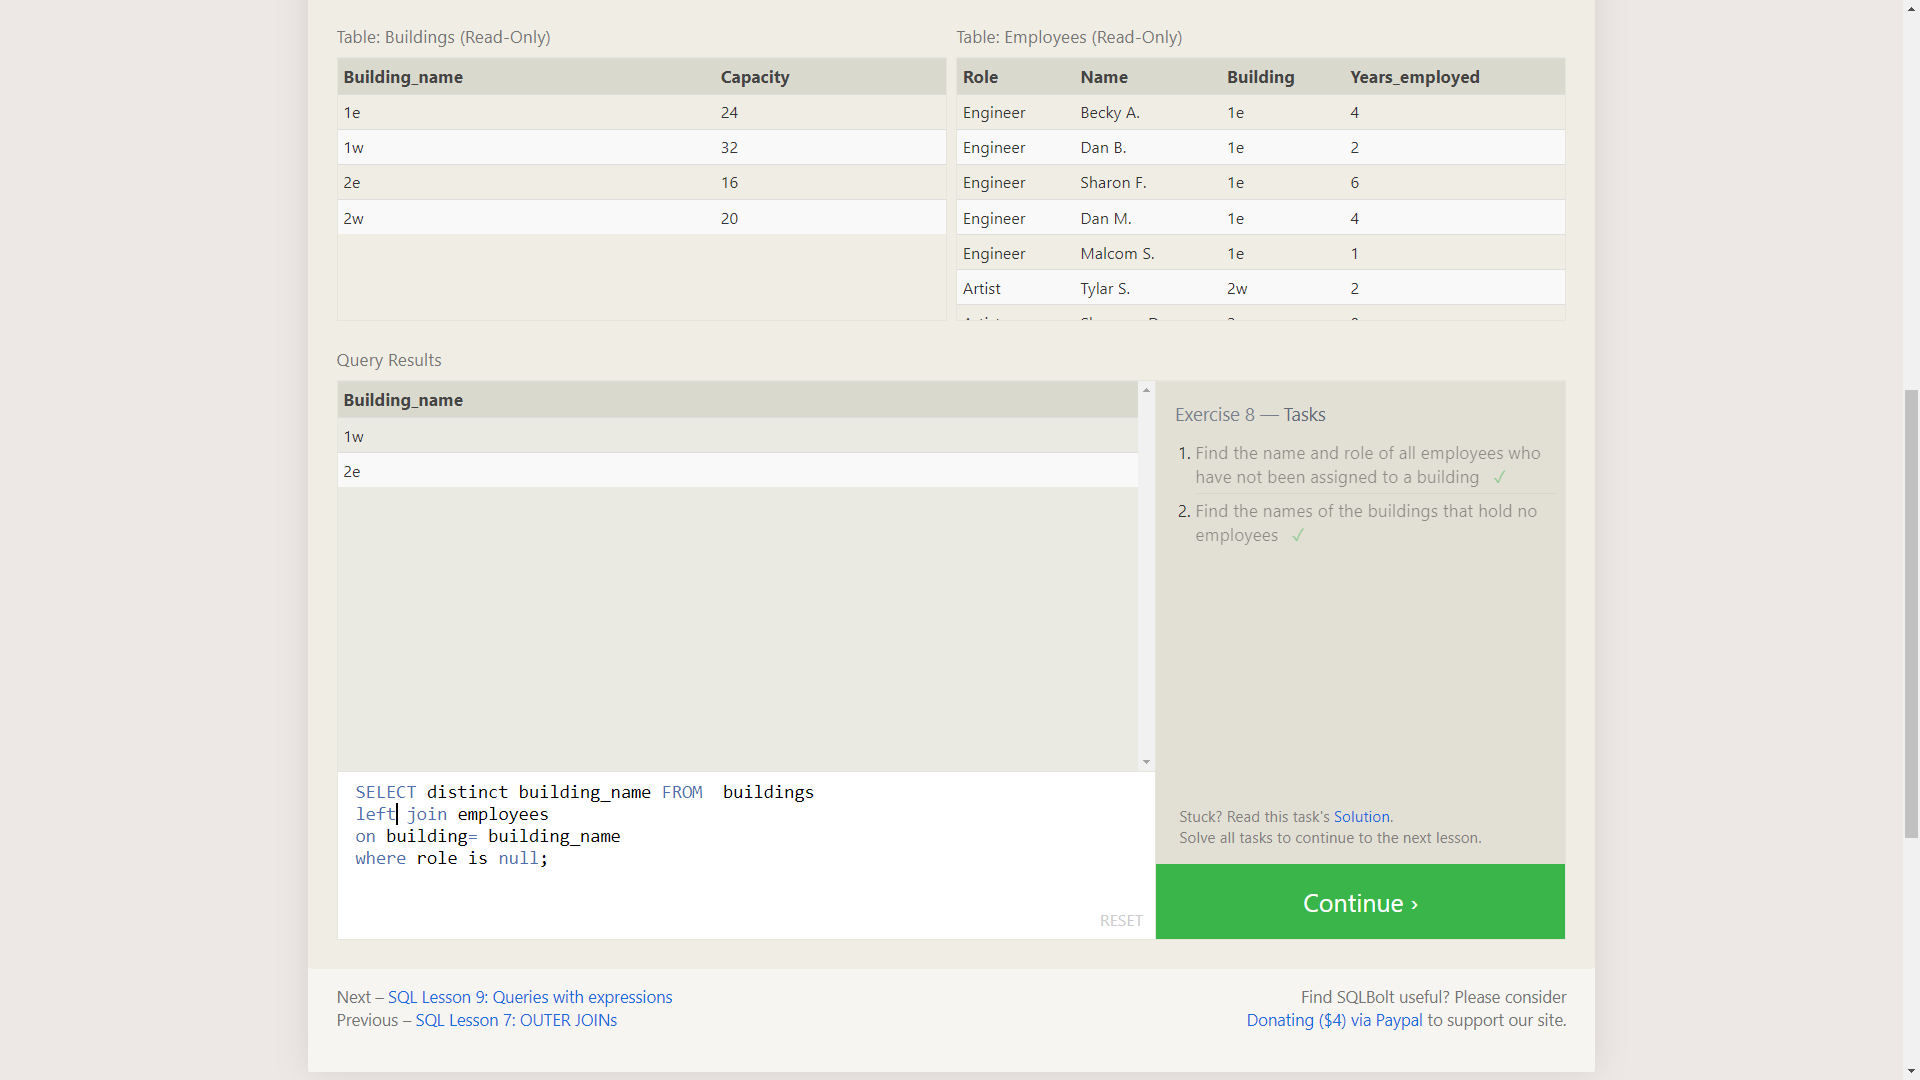 Table: Buildings (Read-Only)
Building_name Capacity
1e 24
1w 32
2e 16
2w 20
Table: Employees (Read-Only)
Role Name Building Years_employed
Engineer Becky A. 1e 4
Engineer Dan B. 1e 2
Engineer Sharon F. 1e 6
Engineer Dan M. 1e 4
Engineer Malcom S. 1e 1
Artist Tylar S. 2w 2
Query Results
Building_name
1w
2e
SELECT distinct building_name FROM  buildings
left join employees
on building= building_name
where role is null;
RESET
Exercise 8 — Tasks
1. Find the name and role of all employees who
have not been assigned to a building ✓
2. Find the names of the buildings that hold no
employees ✓
Stuck? Read this task's Solution.
Solve all tasks to continue to the next lesson.
Continue ›
Next – SQL Lesson 9: Queries with expressions
Previous – SQL Lesson 7: OUTER JOINs
Find SQLBolt useful? Please consider
Donating ($4) via Paypal to support our site.